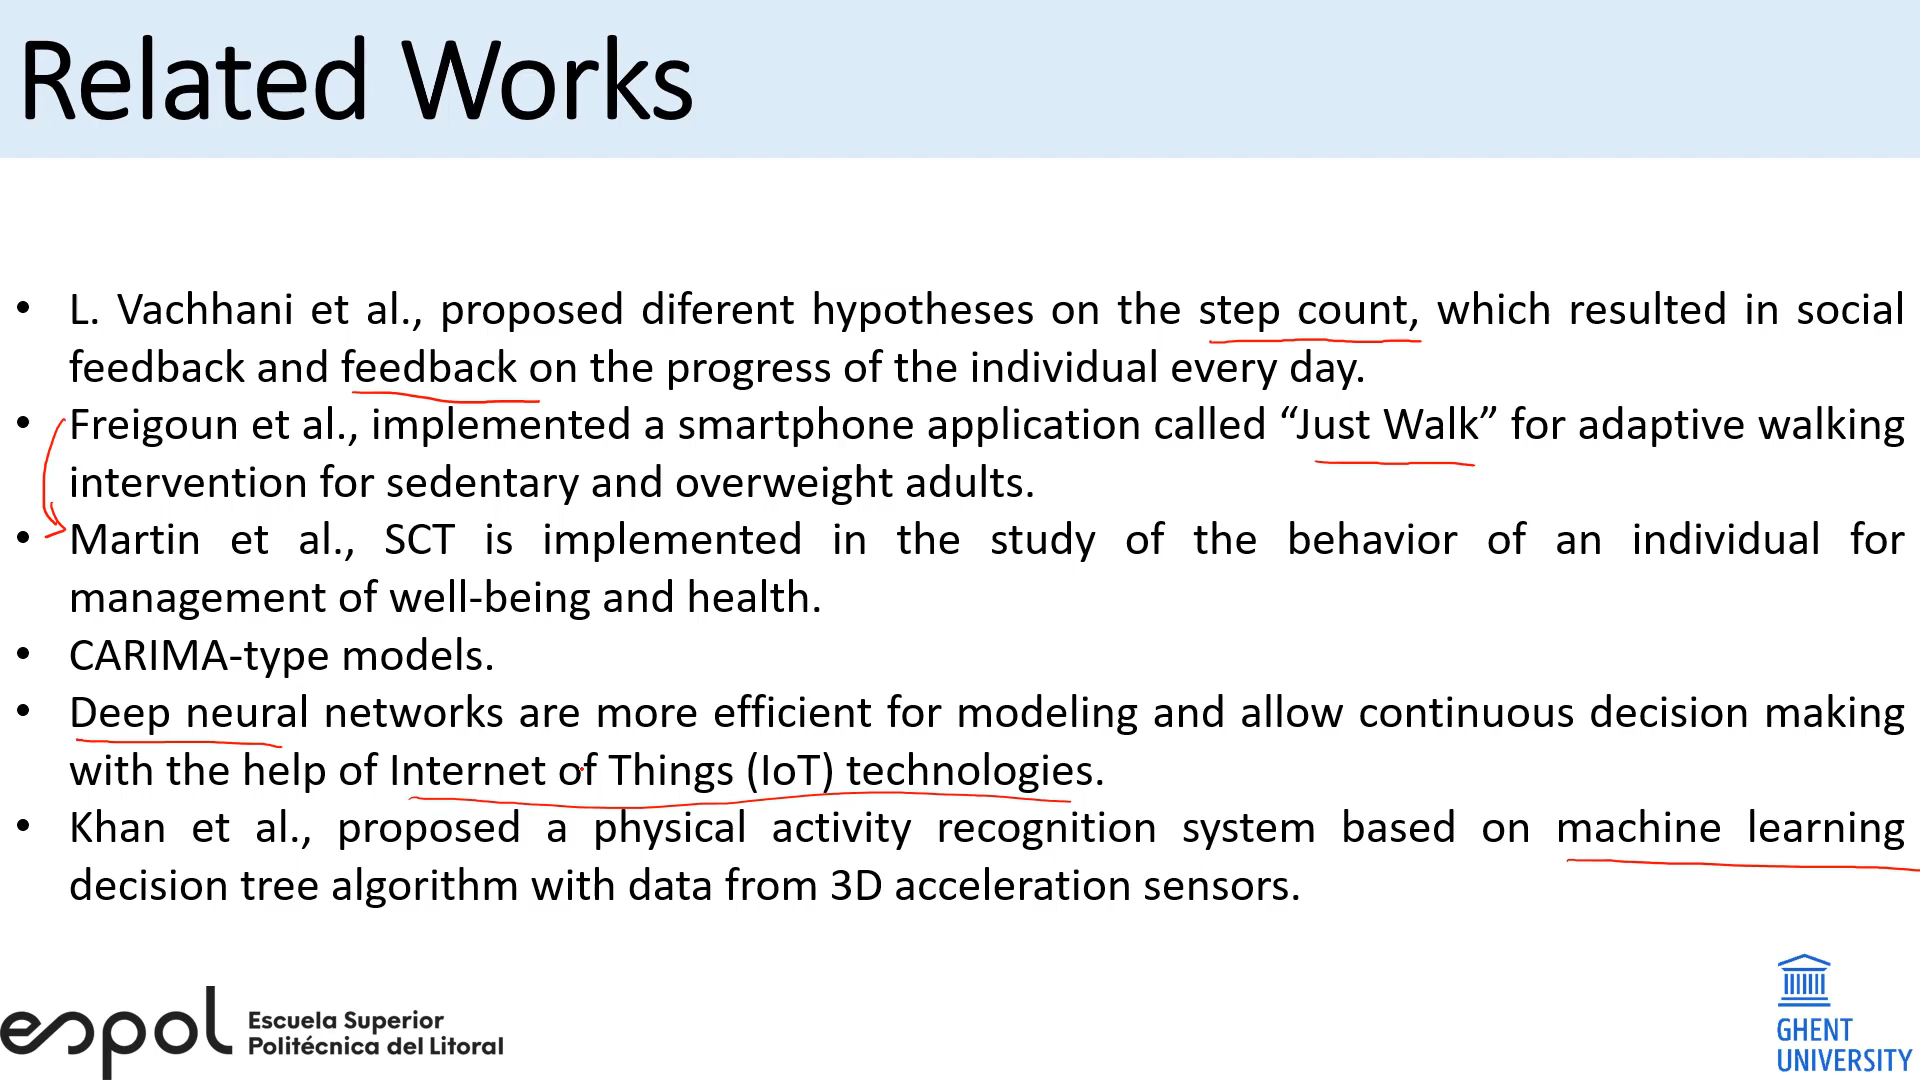 Related Works
• L. Vachhani et al., proposed diferent hypotheses on the step count, which resulted in social
feedback and feedback on the progress of the individual every day.
• Freigoun et al., implemented a smartphone application called “Just Walk” for adaptive walking
intervention for sedentary and overweight adults.
• Martin et al., SCT is implemented in the study of the behavior of an individual for
management of well-being and health.
• CARIMA-type models.
• Deep neural networks are more efficient for modeling and allow continuous decision making
with the help of Internet of Things (IoT) technologies.
• Khan et al., proposed a physical activity recognition system based on machine learning
decision tree algorithm with data from 3D acceleration sensors.
espol
Escuela Superior
Politécnica del Litoral
GHENT
UNIVERSITY